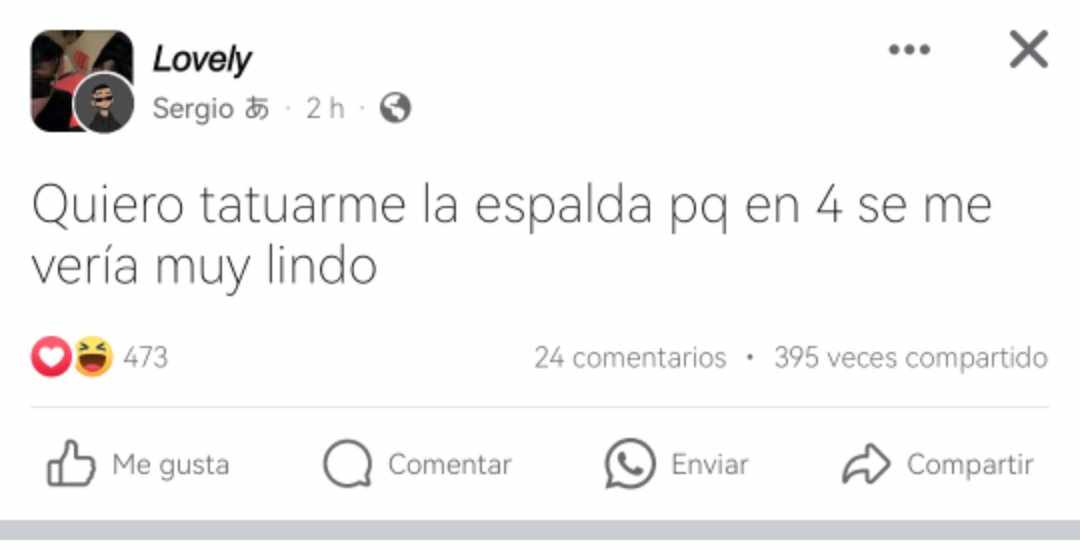 Lovely
Sergio あ · 2 h ·
Quiero tatuarme la espalda pq en 4 se me
vería muy lindo
473
24 comentarios • 395 veces compartido
Me gusta
Comentar
Enviar
Compartir